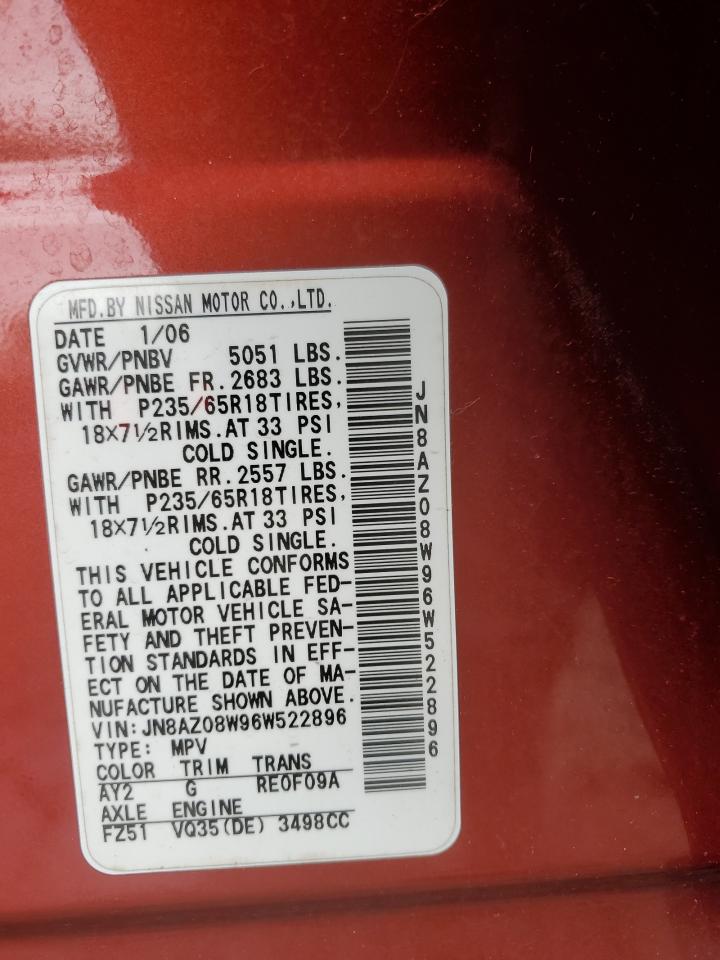 MFD.BY NISSAN MOTOR CO.,LTD.
DATE 1/06
GVWR/PNBV 5051 LBS.
GAWR/PNBE FR.2683 LBS.
WITH P235/65R18TIRES,
18×7½RIMS.AT 33 PSI
COLD SINGLE.
GAWR/PNBE RR.2557 LBS.
WITH P235/65R18TIRES,
18×7½RIMS.AT 33 PSI
COLD SINGLE.
THIS VEHICLE CONFORMS
TO ALL APPLICABLE FED-
ERAL MOTOR VEHICLE SA-
FETY AND THEFT PREVEN-
TION STANDARDS IN EFF-
ECT ON THE DATE OF MA-
NUFACTURE SHOWN ABOVE.
VIN:JN8AZ08W96W522896
TYPE: MPV
COLOR TRIM TRANS
AY2 G RE0F09A
AXLE ENGINE
FZ51 VQ35(DE) 3498CC
JN8AZ08W96W522896